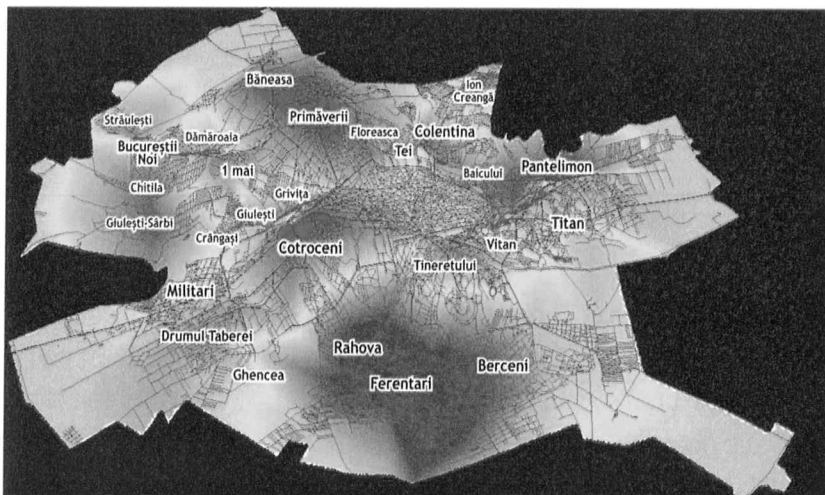 Băneasa
Ion
Creangă
Primăverii
Străulești
Floreasca
Colentina
Dămăroaia
Bucureștii
Noi
Tei
Pantelimon
1 mai
Baicului
Chitila
Grivița
Giulești
Giulești-Sârbi
Titan
Crângași
Cotroceni
Vitan
Tineretului
Militari
Drumul Taberei
Rahova
Berceni
Ghencea
Ferentari